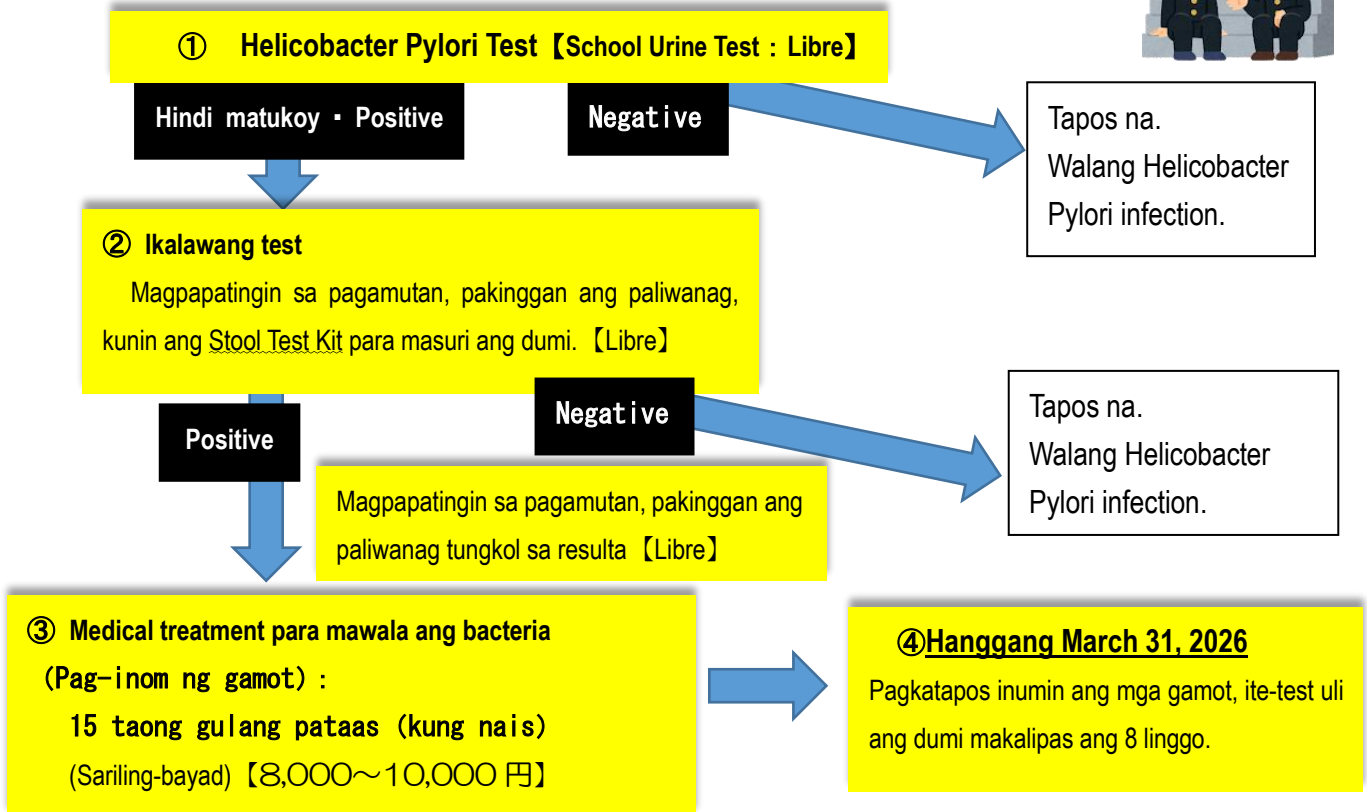 ① Helicobacter Pylori Test【School Urine Test : Libre】
Hindi matukoy・Positive
Negative
Tapos na.
Walang Helicobacter
Pylori infection.
② Ikalawang test
Magpapatingin sa pagamutan, pakinggan ang paliwanag,
kunin ang Stool Test Kit para masuri ang dumi.【Libre】
Positive
Negative
Tapos na.
Walang Helicobacter
Pylori infection.
Magpapatingin sa pagamutan, pakinggan ang
paliwanag tungkol sa resulta【Libre】
③ Medical treatment para mawala ang bacteria
(Pag-inom ng gamot) :
15 taong gulang pataas (kung nais)
(Sariling-bayad)【8,000～10,000 円】
④Hanggang March 31, 2026
Pagkatapos inumin ang mga gamot, ite-test uli
ang dumi makalipas ang 8 linggo.